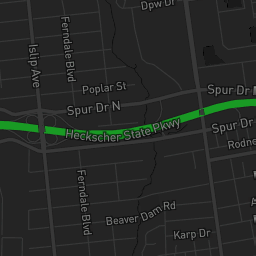 Dpw Dr
Ferndale Blvd
Islip Ave
Poplar St
Spur Dr N
Spur Dr N
Heckscher State Pkwy
Spur Dr
Rodne
Ferndale Blvd
Beaver Dam Rd
Karp Dr
A